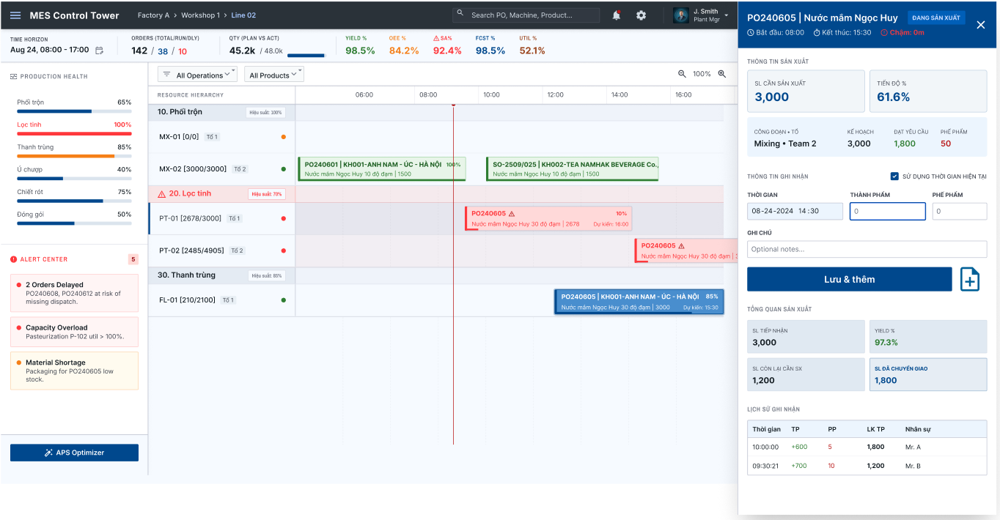 MES Control Tower
Factory A › Workshop 1 › Line 02
Search PO, Machine, Product...
J. Smith
Plant Mgr
TIME HORIZON
Aug 24, 08:00 - 17:00
ORDERS (TOTAL/RUN/DLY)
142 / 38 / 10
QTY (PLAN VS ACT)
45.2k / 48.0k
YIELD %
98.5%
OEE %
84.2%
SA%
92.4%
FCST %
98.5%
UTIL %
52.1%
PRODUCTION HEALTH
Phối trộn 65%
Lọc tinh 100%
Thanh trùng 85%
Ủ chượp 40%
Chiết rót 75%
Đóng gói 50%
ALERT CENTER 5
2 Orders Delayed
PO240608, PO240612 at risk of
missing dispatch.
Capacity Overload
Pasteurization P-102 util > 100%.
Material Shortage
Packaging for PO240605 low
stock.
APS Optimizer
All Operations
All Products
100%
RESOURCE HIERARCHY
06:00 08:00 10:00 12:00 14:00 16:00
10. Phối trộn Hiệu suất: 100%
MX-01 [0/0] Tổ 1
MX-02 [3000/3000] Tổ 2
PO240601 | KH001-ANH NAM - ÚC - HÀ NỘI 100%
Nước mắm Ngọc Huy 10 độ đạm | 1500
SO-2509/025 | KH002-TEA NAMHAK BEVERAGE Co.,
Nước mắm Ngọc Huy 10 độ đạm | 1500
20. Lọc tinh Hiệu suất: 70%
PT-01 [2678/3000] Tổ 1
PO240605 10%
Nước mắm Ngọc Huy 30 độ đạm | 2678 Dự kiến: 16:00
PT-02 [2485/4905] Tổ 2
PO240605
Nước mắm Ngọc Huy 30 độ đạm |
30. Thanh trùng Hiệu suất: 85%
FL-01 [210/2100] Tổ 1
PO240605 | KH001-ANH NAM - ÚC - HÀ NỘI 85%
Nước mắm Ngọc Huy 30 độ đạm | 3000 Dự kiến: 15:30
PO240605 | Nước mắm Ngọc Huy ĐANG SẢN XUẤT
Bắt đầu: 08:00 Kết thúc: 15:30 Chậm: 0m
THÔNG TIN SẢN XUẤT
SL CẦN SẢN XUẤT
3,000
TIẾN ĐỘ %
61.6%
CÔNG ĐOẠN • TỔ
Mixing • Team 2
KẾ HOẠCH
3,000
ĐẠT YÊU CẦU
1,800
PHẾ PHẨM
50
THÔNG TIN GHI NHẬN
SỬ DỤNG THỜI GIAN HIỆN TẠI
THỜI GIAN
08-24-2024 14:30
THÀNH PHẨM
0
PHẾ PHẨM
0
GHI CHÚ
Optional notes...
Lưu & thêm
TỔNG QUAN SẢN XUẤT
SL TIẾP NHẬN
3,000
YIELD %
97.3%
SL CÒN LẠI CẦN SX
1,200
SL ĐÃ CHUYỂN GIAO
1,800
LỊCH SỬ GHI NHẬN
Thời gian TP PP LK TP Nhân sự
10:00:00 +600 5 1,800 Mr. A
09:30:21 +700 10 1,200 Mr. B